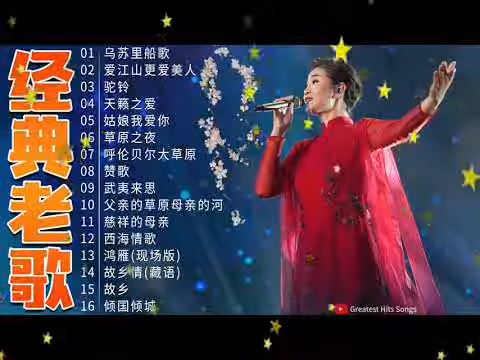 经典老歌
01 乌苏里船歌
02 爱江山更爱美人
03 驼铃
04 天籁之爱
05 姑娘我爱你
06 草原之夜
07 呼伦贝尔大草原
08 赞歌
09 武夷来思
10 父亲的草原母亲的河
11 慈祥的母亲
12 西海情歌
13 鸿雁(现场版)
14 故乡情(藏语)
15 故乡
16 倾国倾城
Greatest Hits Songs